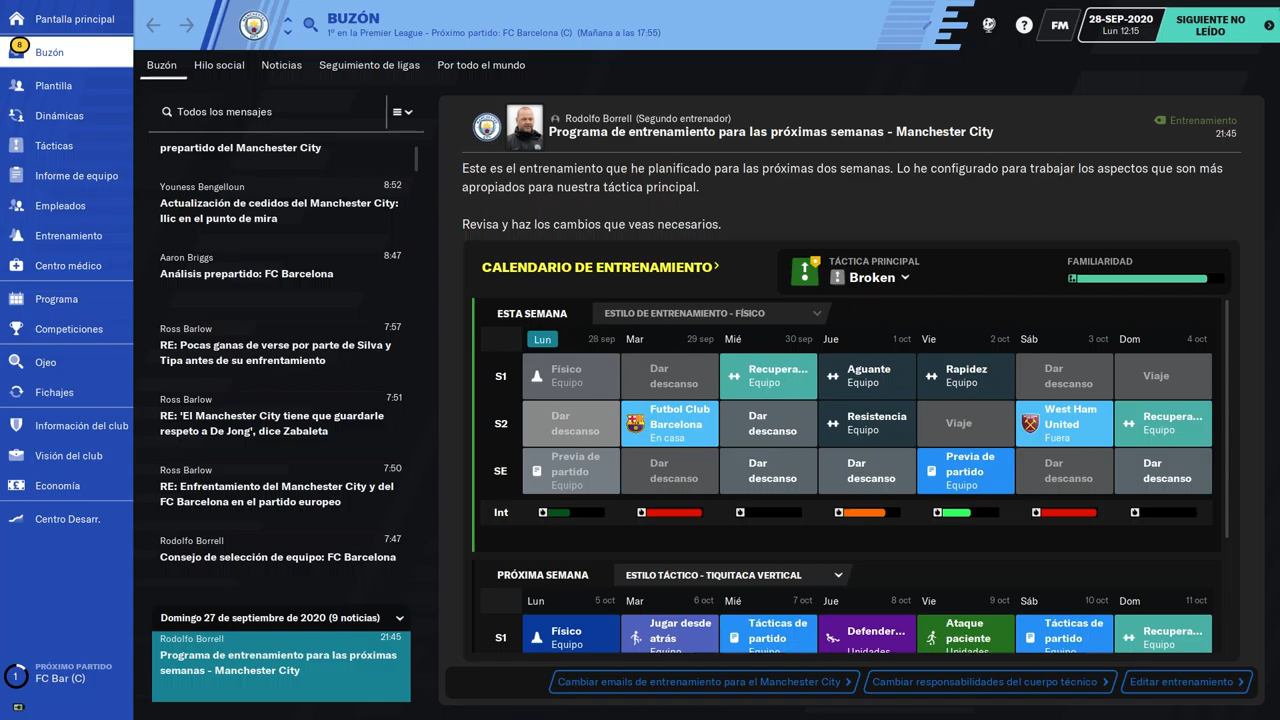 Pantalla principal
BUZÓN
1º en la Premier League - Próximo partido: FC Barcelona (C) (Mañana a las 17:55)
FM
28-SEP-2020
Lun 12:15
SIGUIENTE NO LEÍDO
8
Buzón
Plantilla
Dinámicas
Tácticas
Informe de equipo
Empleados
Entrenamiento
Centro médico
Programa
Competiciones
Ojeo
Fichajes
Información del club
Visión del club
Economía
Centro Desarr.
1
PRÓXIMO PARTIDO
FC Bar (C)
Buzón Hilo social Noticias Seguimiento de ligas Por todo el mundo
Todos los mensajes
prepartido del Manchester City
Youness Bengelloun 8:52
Actualización de cedidos del Manchester City:
Ilic en el punto de mira
Aaron Briggs 8:47
Análisis prepartido: FC Barcelona
Ross Barlow 7:57
RE: Pocas ganas de verse por parte de Silva y
Tipa antes de su enfrentamiento
Ross Barlow 7:51
RE: 'El Manchester City tiene que guardarle
respeto a De Jong', dice Zabaleta
Ross Barlow 7:50
RE: Enfrentamiento del Manchester City y del
FC Barcelona en el partido europeo
Rodolfo Borrell 7:47
Consejo de selección de equipo: FC Barcelona
Domingo 27 de septiembre de 2020 (9 noticias)
Rodolfo Borrell 21:45
Programa de entrenamiento para las próximas
semanas - Manchester City
Rodolfo Borrell (Segundo entrenador)
Programa de entrenamiento para las próximas semanas - Manchester City
Entrenamiento
21:45
Este es el entrenamiento que he planificado para las próximas dos semanas. Lo he configurado para trabajar los aspectos que son más
apropiados para nuestra táctica principal.
Revisa y haz los cambios que veas necesarios.
CALENDARIO DE ENTRENAMIENTO
TÁCTICA PRINCIPAL
Broken
FAMILIARIDAD
ESTA SEMANA ESTILO DE ENTRENAMIENTO - FÍSICO
Lun 28 sep Mar 29 sep Mié 30 sep Jue 1 oct Vie 2 oct Sáb 3 oct Dom 4 oct
S1 Físico Equipo Dar descanso Recupera... Equipo Aguante Equipo Rapidez Equipo Dar descanso Viaje
S2 Dar descanso Futbol Club Barcelona En casa Dar descanso Resistencia Equipo Viaje West Ham United Fuera Recupera... Equipo
SE Previa de partido Equipo Dar descanso Dar descanso Dar descanso Previa de partido Equipo Dar descanso Dar descanso
Int
PRÓXIMA SEMANA ESTILO TÁCTICO - TIQUITACA VERTICAL
Lun 5 oct Mar 6 oct Mié 7 oct Jue 8 oct Vie 9 oct Sáb 10 oct Dom 11 oct
S1 Físico Equipo Jugar desde atrás Equipo Tácticas de partido Equipo Defender... Unidades Ataque paciente Unidades Tácticas de partido Equipo Recupera... Equipo
Cambiar emails de entrenamiento para el Manchester City
Cambiar responsabilidades del cuerpo técnico
Editar entrenamiento